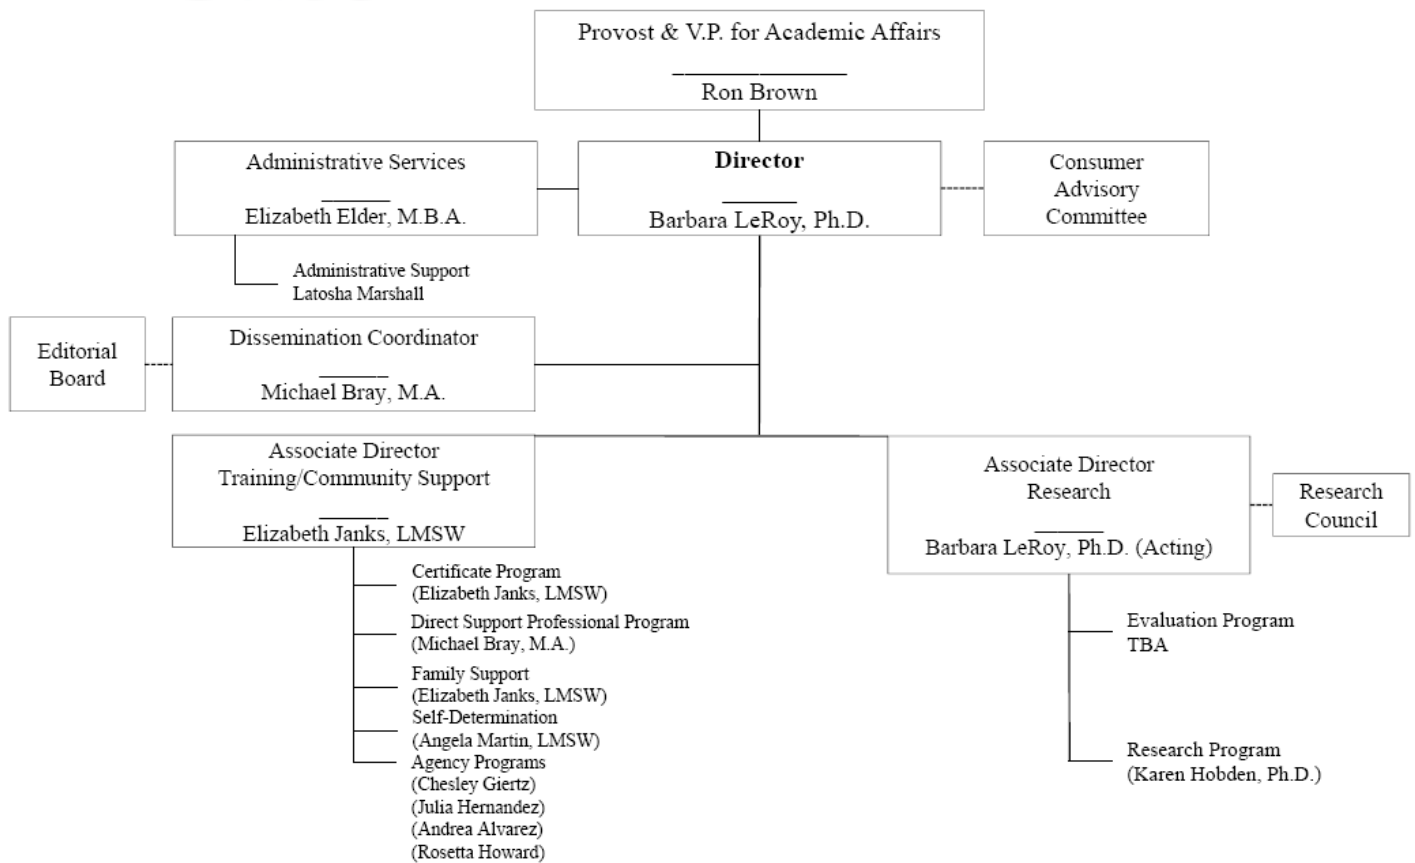 Provost & V.P. for Academic Affairs
Ron Brown
Administrative Services
Elizabeth Elder, M.B.A.
Director
Barbara LeRoy, Ph.D.
Consumer
Advisory
Committee
Administrative Support
Latosha Marshall
Editorial
Board
Dissemination Coordinator
Michael Bray, M.A.
Associate Director
Training/Community Support
Elizabeth Janks, LMSW
Associate Director
Research
Barbara LeRoy, Ph.D. (Acting)
Research
Council
Certificate Program
(Elizabeth Janks, LMSW)
Direct Support Professional Program
(Michael Bray, M.A.)
Family Support
(Elizabeth Janks, LMSW)
Self-Determination
(Angela Martin, LMSW)
Agency Programs
(Chesley Giertz)
(Julia Hernandez)
(Andrea Alvarez)
(Rosetta Howard)
Evaluation Program
TBA
Research Program
(Karen Hobden, Ph.D.)